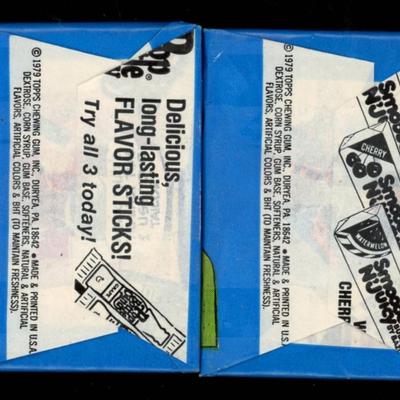 © 1979 TOPPS CHEWING GUM, INC., DURYEA, PA. 18642 • MADE & PRINTED IN U.S.A.
DEXTROSE, CORN SYRUP, GUM BASE, SOFTENERS, NATURAL & ARTIFICIAL
FLAVORS, ARTIFICIAL COLORS & BHT (TO MAINTAIN FRESHNESS).
Delicious,
long-lasting
FLAVOR STICKS!
Try all 3 today!
© 1979 TOPPS CHEWING GUM, INC., DURYEA, PA. 18642 • MADE & PRINTED IN U.S.A.
DEXTROSE, CORN SYRUP, GUM BASE, SOFTENERS, NATURAL & ARTIFICIAL
FLAVORS, ARTIFICIAL COLORS & BHT (TO MAINTAIN FRESHNESS).
CHERRY
WATERMELON